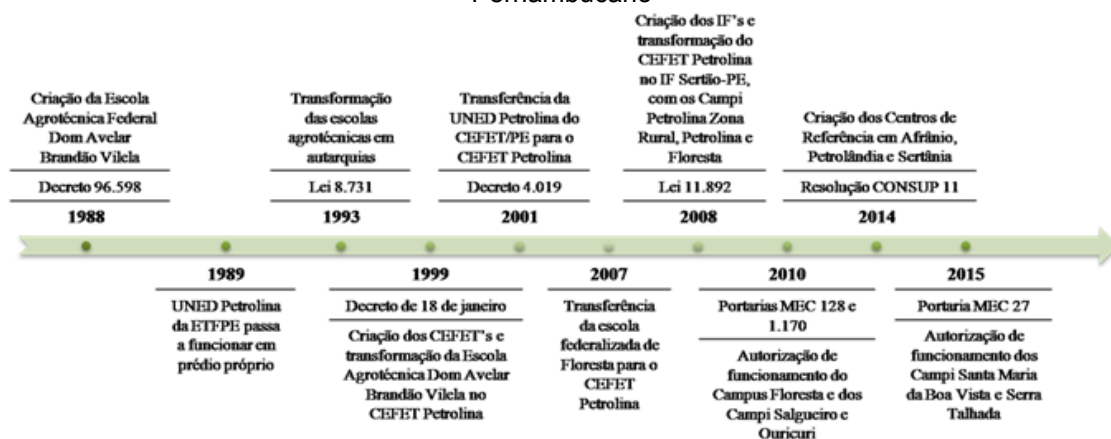 Pernambucano
Criação da Escola
Agrotécnica Federal
Dom Avelar
Brandão Vilela
Decreto 96.598
1988
Transformação
das escolas
agrotécnicas em
autarquias
Lei 8.731
1993
Transferência da
UNED Petrolina do
CEFET/PE para o
CEFET Petrolina
Decreto 4.019
2001
Criação dos IF's e
transformação do
CEFET Petrolina
no IF Sertão-PE,
com os Campi
Petrolina Zona
Rural, Petrolina e
Floresta
Lei 11.892
2008
Criação dos Centros de
Referência em Afrânio,
Petrolândia e Sertânia
Resolução CONSUP 11
2014
1989
UNED Petrolina
da ETFPE passa
a funcionar em
prédio próprio
1999
Decreto de 18 de janeiro
Criação dos CEFET's e
transformação da Escola
Agrotécnica Dom Avelar
Brandão Vilela no
CEFET Petrolina
2007
Transferência
da escola
federalizada de
Floresta para o
CEFET
Petrolina
2010
Portarias MEC 128 e
1.170
Autorização de
funcionamento do
Campus Floresta e dos
Campi Salgueiro e
Ouricuri
2015
Portaria MEC 27
Autorização de
funcionamento dos
Campi Santa Maria
da Boa Vista e Serra
Talhada